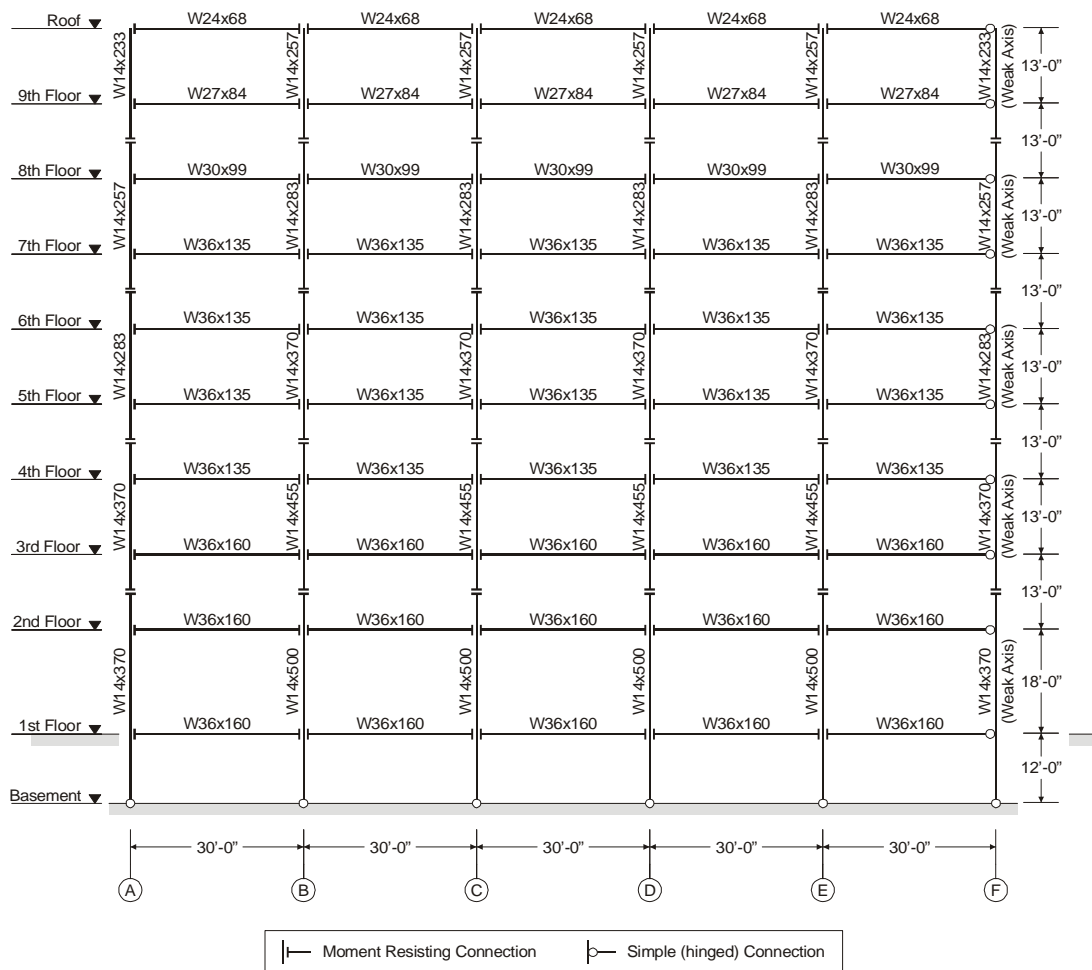 Roof W24x68 W24x68 W24x68 W24x68 W24x68
W14x233 W14x257 W14x257 W14x257 W14x257 W14x233 (Weak Axis) 13'-0"
9th Floor W27x84 W27x84 W27x84 W27x84 W27x84
13'-0"
8th Floor W30x99 W30x99 W30x99 W30x99 W30x99
W14x257 W14x283 W14x283 W14x283 W14x283 W14x257 (Weak Axis) 13'-0"
7th Floor W36x135 W36x135 W36x135 W36x135 W36x135
13'-0"
6th Floor W36x135 W36x135 W36x135 W36x135 W36x135
W14x283 W14x370 W14x370 W14x370 W14x370 W14x283 (Weak Axis) 13'-0"
5th Floor W36x135 W36x135 W36x135 W36x135 W36x135
13'-0"
4th Floor W36x135 W36x135 W36x135 W36x135 W36x135
W14x370 W14x455 W14x455 W14x455 W14x455 W14x370 (Weak Axis) 13'-0"
3rd Floor W36x160 W36x160 W36x160 W36x160 W36x160
13'-0"
2nd Floor W36x160 W36x160 W36x160 W36x160 W36x160
W14x370 W14x500 W14x500 W14x500 W14x500 W14x370 (Weak Axis) 18'-0"
1st Floor W36x160 W36x160 W36x160 W36x160 W36x160
12'-0"
Basement
30'-0" 30'-0" 30'-0" 30'-0" 30'-0"
A B C D E F
Moment Resisting Connection Simple (hinged) Connection